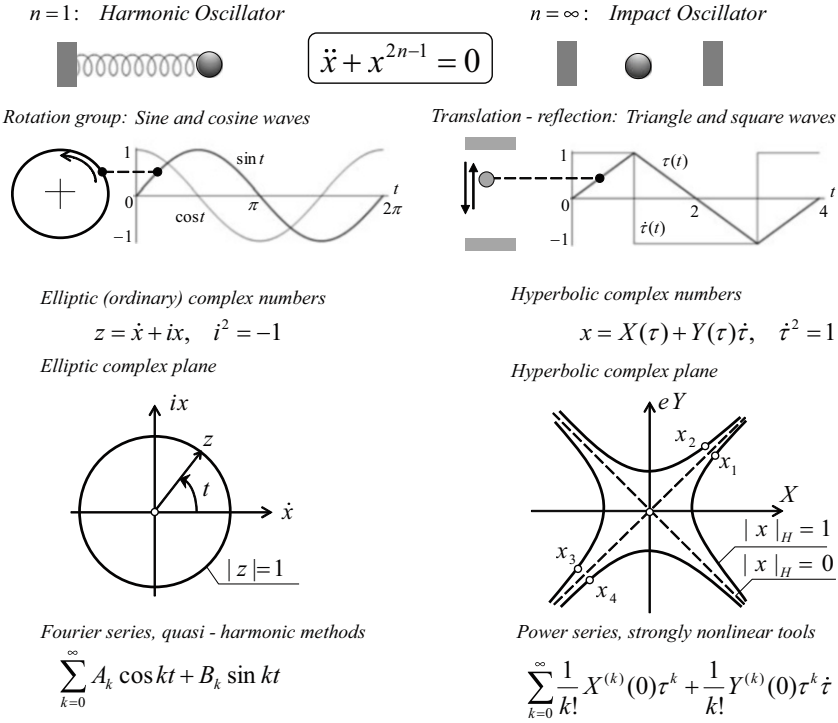 n = 1: Harmonic Oscillator
n = ∞: Impact Oscillator
ẍ + x^{2n−1} = 0
Rotation group: Sine and cosine waves
Translation - reflection: Triangle and square waves
1
sin t
t
0
cos t
π
2π
−1
1
τ(t)
t
0
2
4
τ̇(t)
−1
Elliptic (ordinary) complex numbers
z = ẋ + ix, i² = −1
Elliptic complex plane
Hyperbolic complex numbers
x = X(τ) + Y(τ)τ̇, τ̇² = 1
Hyperbolic complex plane
ix
z
t
ẋ
| z |= 1
eY
x₂
x₁
X
| x |_H = 1
x₃
| x |_H = 0
x₄
Fourier series, quasi - harmonic methods
∑_{k=0}^{∞} A_k cos kt + B_k sin kt
Power series, strongly nonlinear tools
∑_{k=0}^{∞} 1/k! X^{(k)}(0)τ^k + 1/k! Y^{(k)}(0)τ^k τ̇